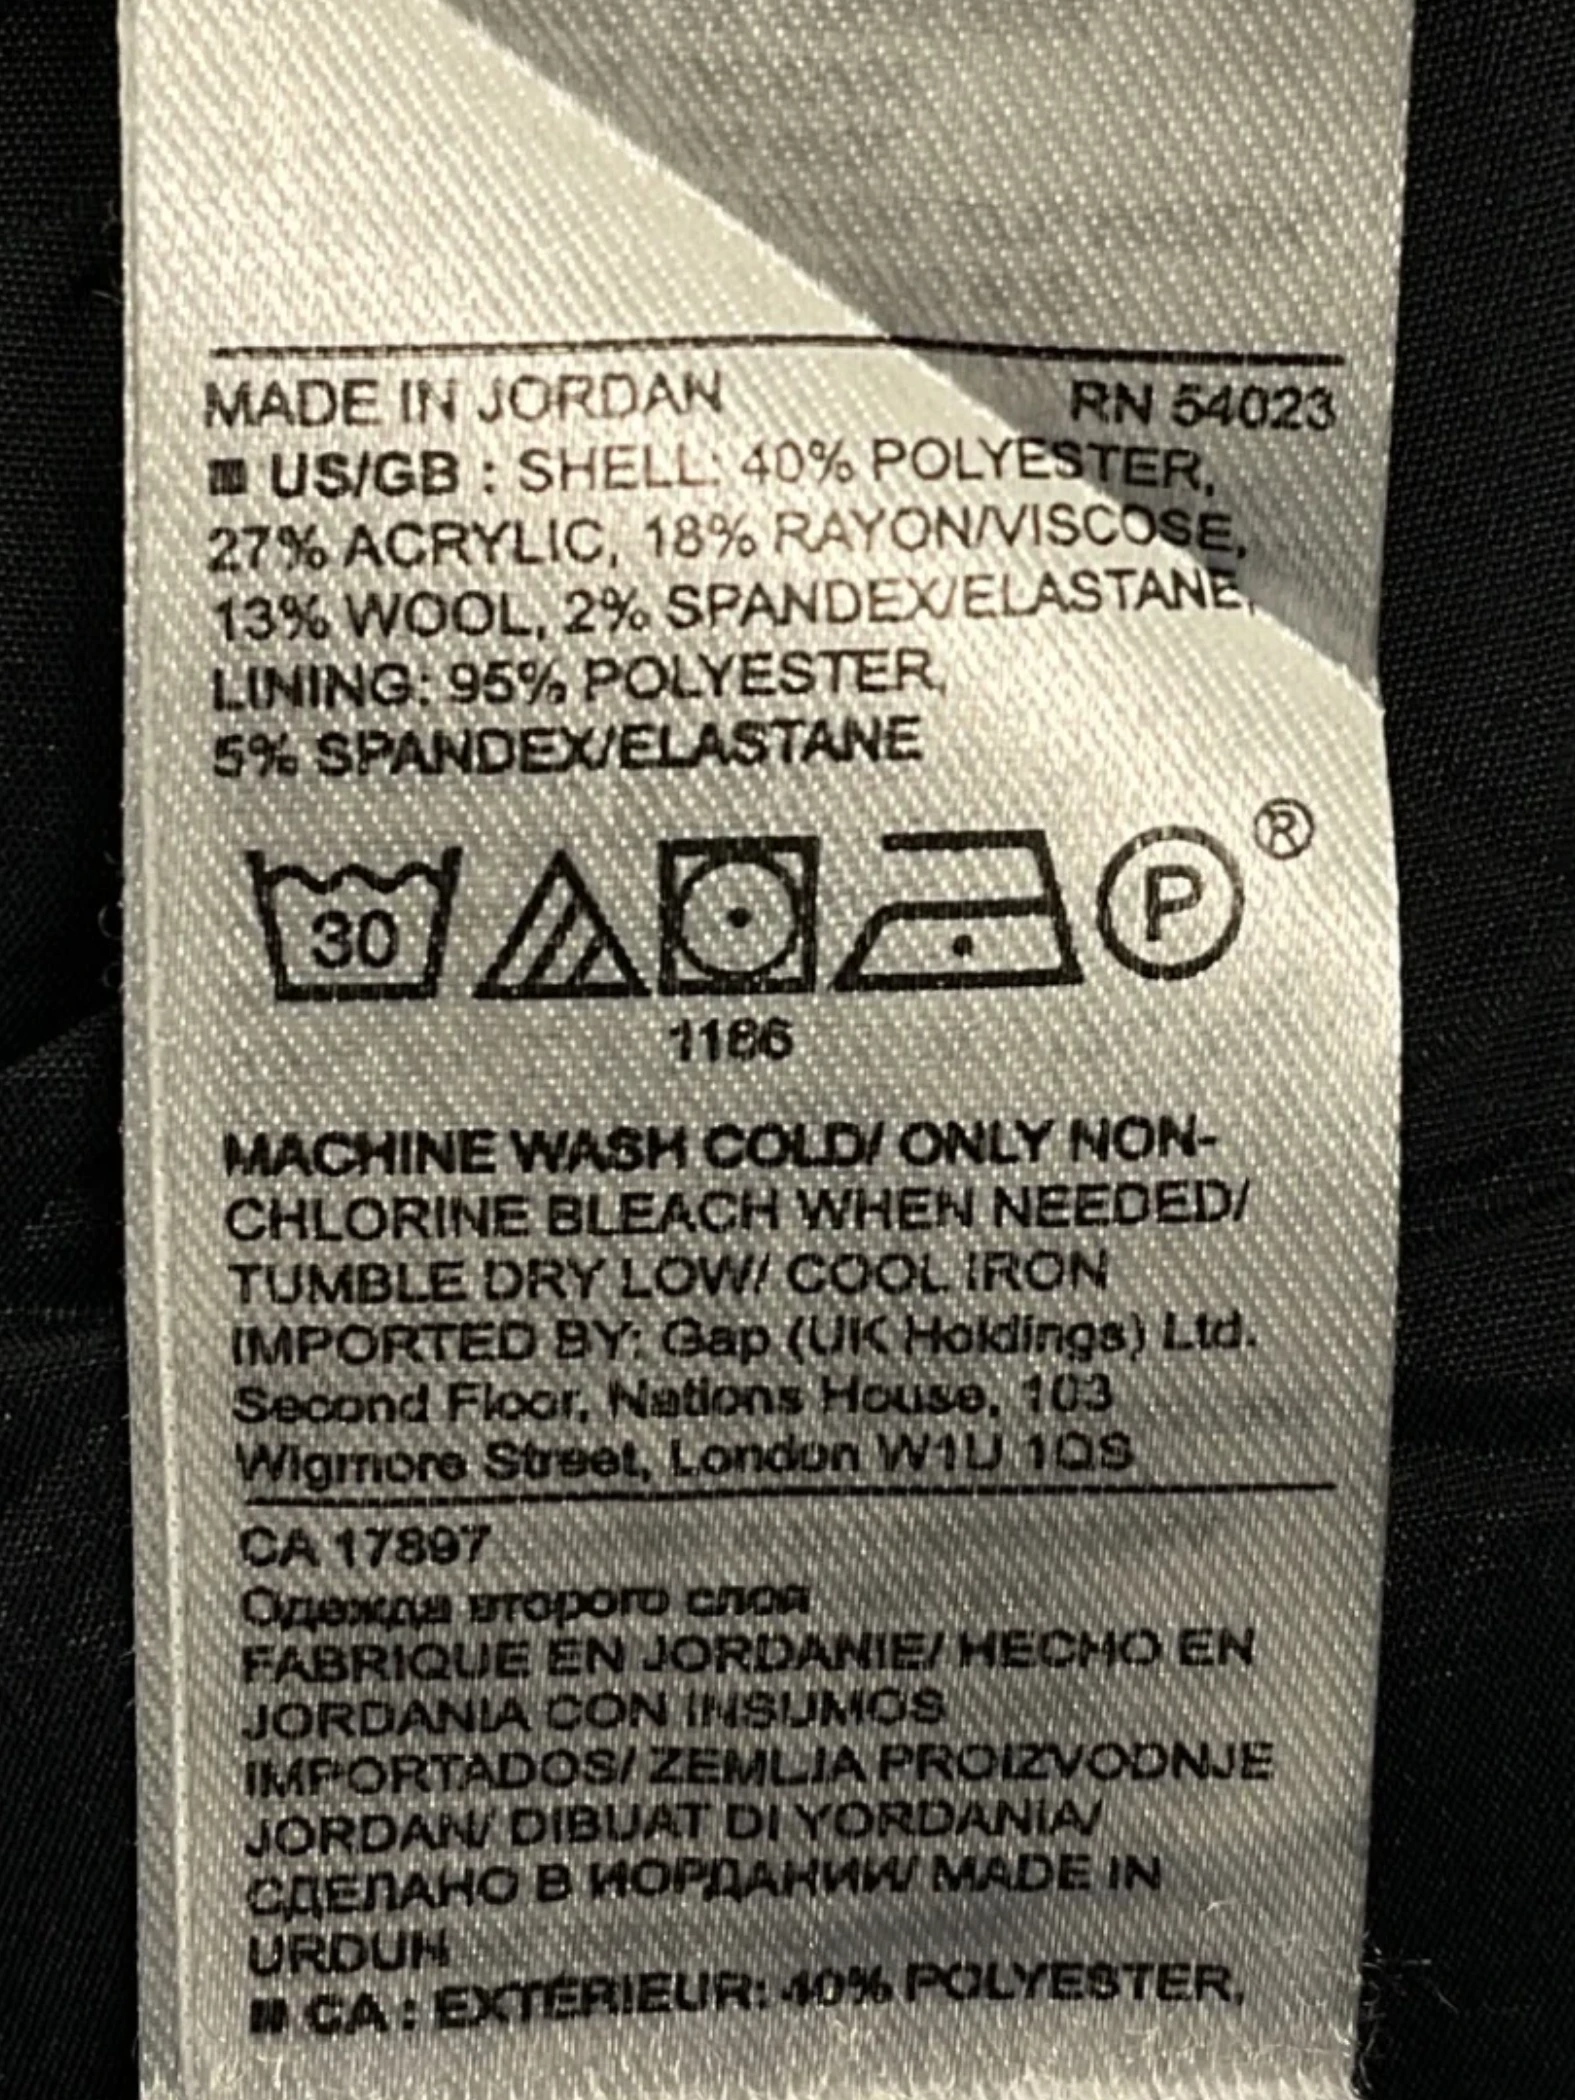 MADE IN JORDAN RN 54023
US/GB : SHELL: 40% POLYESTER,
27% ACRYLIC, 18% RAYON/VISCOSE,
13% WOOL, 2% SPANDEX/ELASTANE,
LINING: 95% POLYESTER,
5% SPANDEX/ELASTANE
30 P ®
1186
MACHINE WASH COLD/ ONLY NON-
CHLORINE BLEACH WHEN NEEDED/
TUMBLE DRY LOW/ COOL IRON
IMPORTED BY: Gap (UK Holdings) Ltd.
Second Floor, Nations House, 103
Wigmore Street, London W1U 1QS
CA 17897
Одежда второго слоя
FABRIQUE EN JORDANIE/ HECHO EN
JORDANIA CON INSUMOS
IMPORTADOS/ ZEMLJA PROIZVODNJE
JORDAN/ DIBUAT DI YORDANIA/
СДЕЛАНО В ИОРДАНИИ/ MADE IN
URDUN
CA : EXTÉRIEUR: 40% POLYESTER,